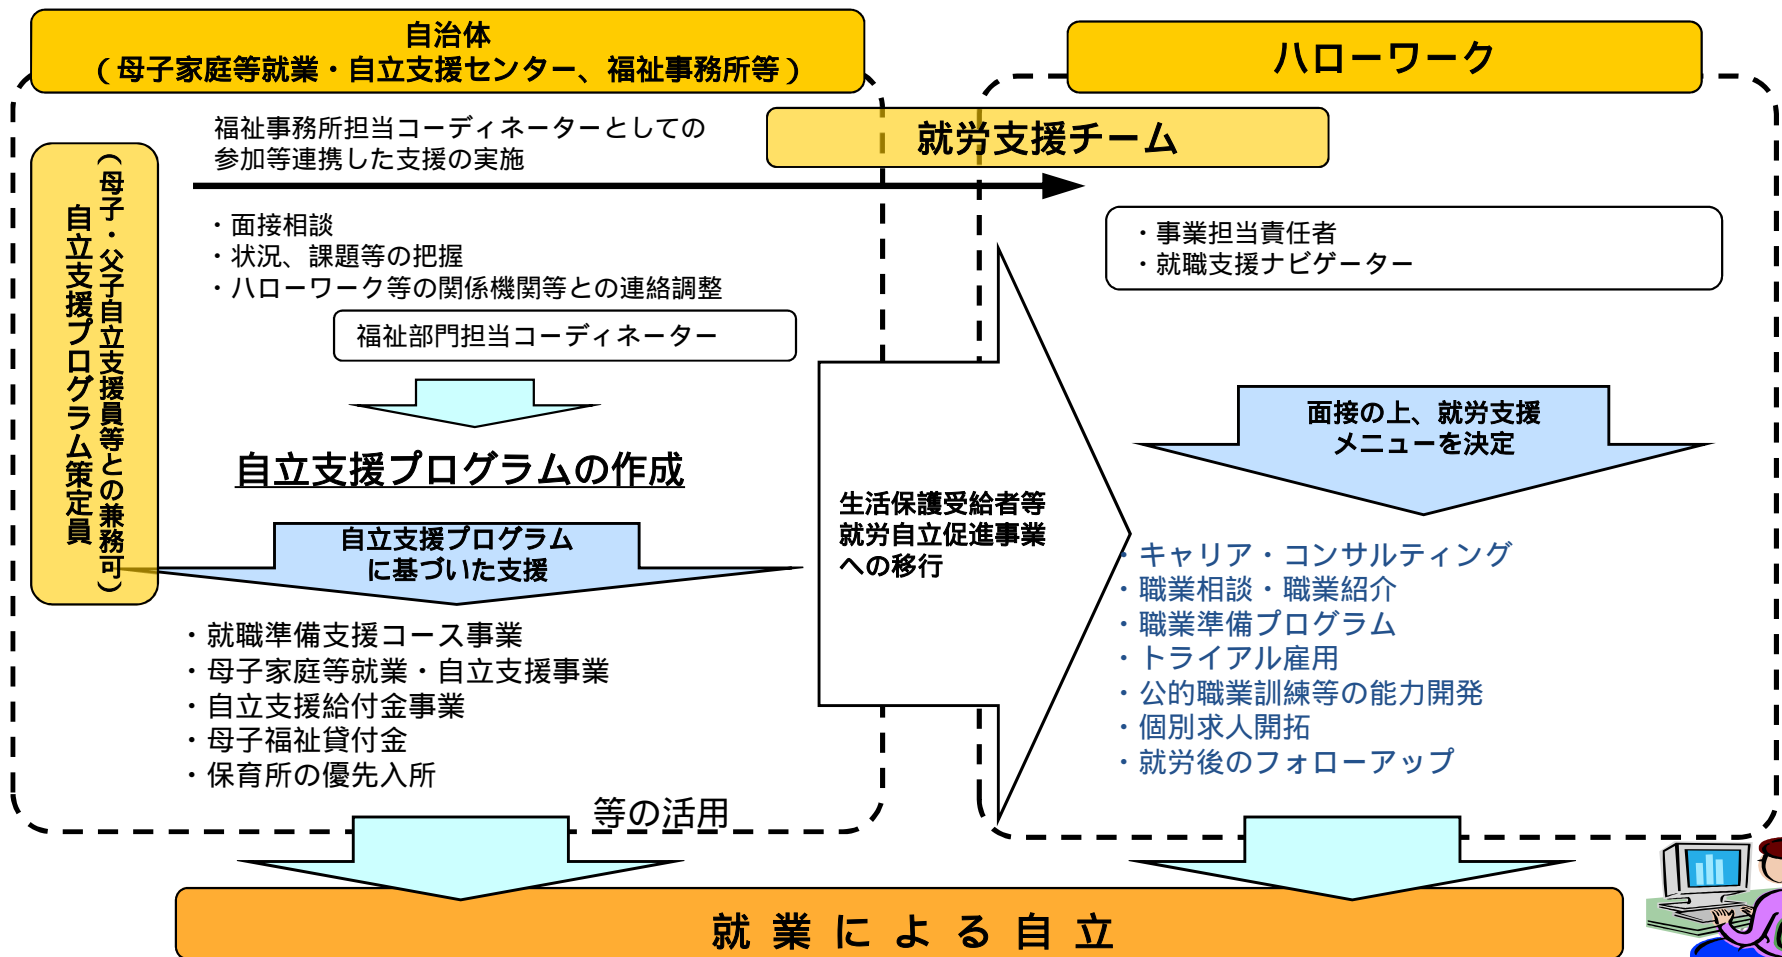 自治体
（母子家庭等就業・自立支援センター、福祉事務所等）
ハローワーク
福祉事務所担当コーディネーターとしての
参加等連携した支援の実施
就労支援チーム
自立支援プログラム策定員
（母子・父子自立支援員等との兼務可）
・面接相談
・状況、課題等の把握
・ハローワーク等の関係機関等との連絡調整
福祉部門担当コーディネーター
・事業担当責任者
・就職支援ナビゲーター
自立支援プログラムの作成
自立支援プログラム
に基づいた支援
・就職準備支援コース事業
・母子家庭等就業・自立支援事業
・自立支援給付金事業
・母子福祉貸付金
・保育所の優先入所
等の活用
生活保護受給者等
就労自立促進事業
への移行
面接の上、就労支援
メニューを決定
・キャリア・コンサルティング
・職業相談・職業紹介
・職業準備プログラム
・トライアル雇用
・公的職業訓練等の能力開発
・個別求人開拓
・就労後のフォローアップ
就業による自立